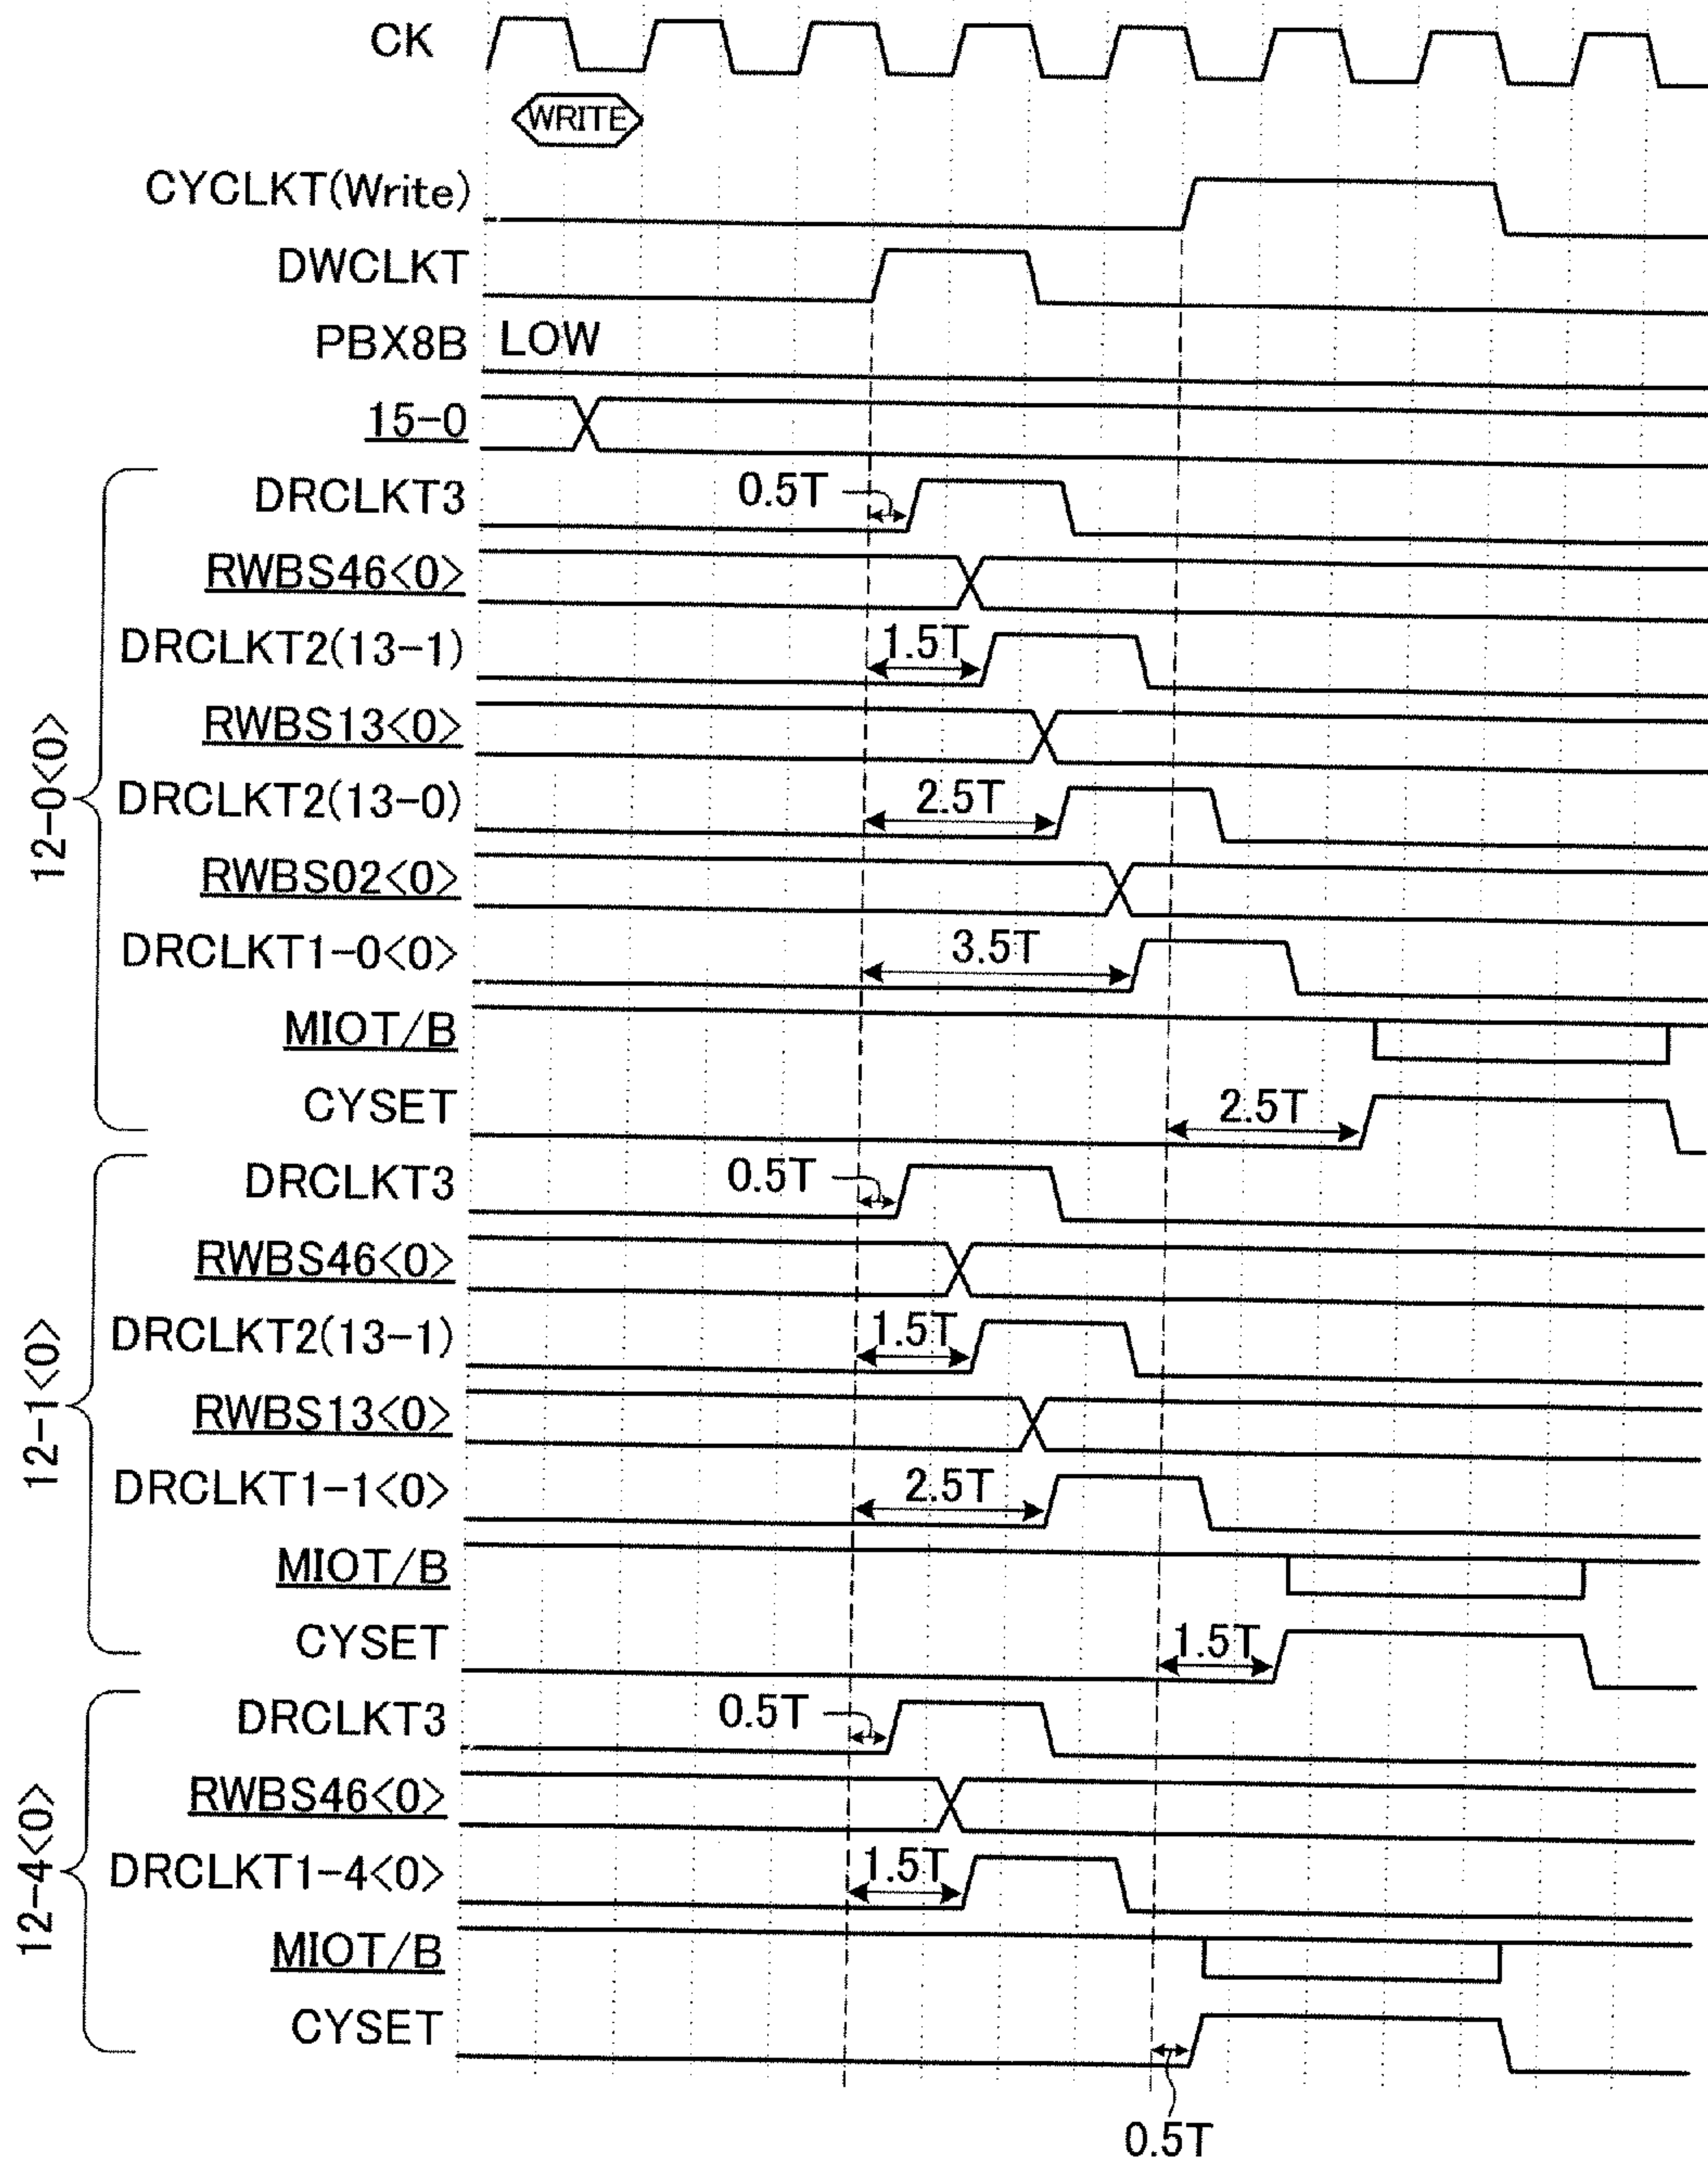 CK
WRITE
CYCLKT(Write)
DWCLKT
PBX8B LOW
15-0
12-0<0>
DRCLKT3 0.5T
RWBS46<0>
DRCLKT2(13-1) 1.5T
RWBS13<0>
DRCLKT2(13-0) 2.5T
RWBS02<0>
DRCLKT1-0<0> 3.5T
MIOT/B
CYSET 2.5T
12-1<0>
DRCLKT3 0.5T
RWBS46<0>
DRCLKT2(13-1) 1.5T
RWBS13<0>
DRCLKT1-1<0> 2.5T
MIOT/B
CYSET 1.5T
12-4<0>
DRCLKT3 0.5T
RWBS46<0>
DRCLKT1-4<0> 1.5T
MIOT/B
CYSET
0.5T